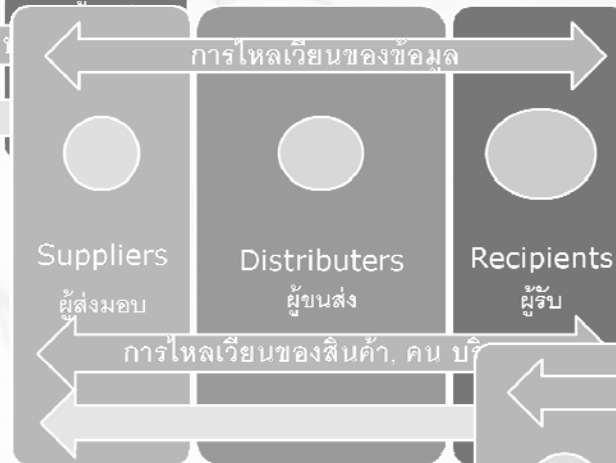 การไหลเวียนของข้อมูล
Suppliers
ผู้ส่งมอบ
Distributers
ผู้ขนส่ง
Recipients
ผู้รับ
การไหลเวียนของสินค้า, คน